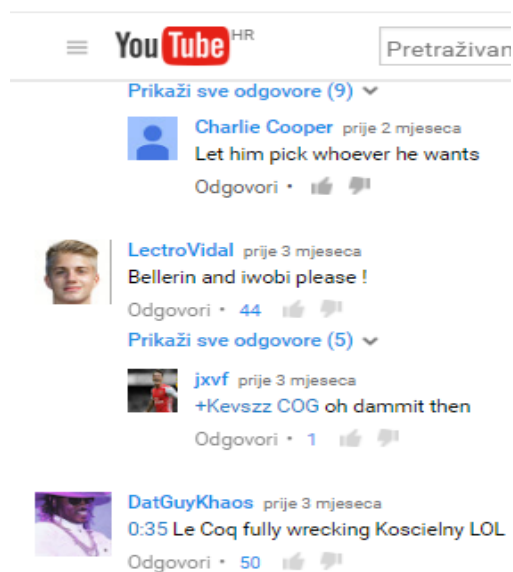 YouTube HR
Pretraživan
Prikaži sve odgovore (9)
Charlie Cooper prije 2 mjeseca
Let him pick whoever he wants
Odgovori •
LectroVidal prije 3 mjeseca
Bellerin and iwobi please !
Odgovori • 44
Prikaži sve odgovore (5)
jxvf prije 3 mjeseca
+Kevszz COG oh dammit then
Odgovori • 1
DatGuyKhaos prije 3 mjeseca
0:35 Le Coq fully wrecking Koscielny LOL
Odgovori • 50